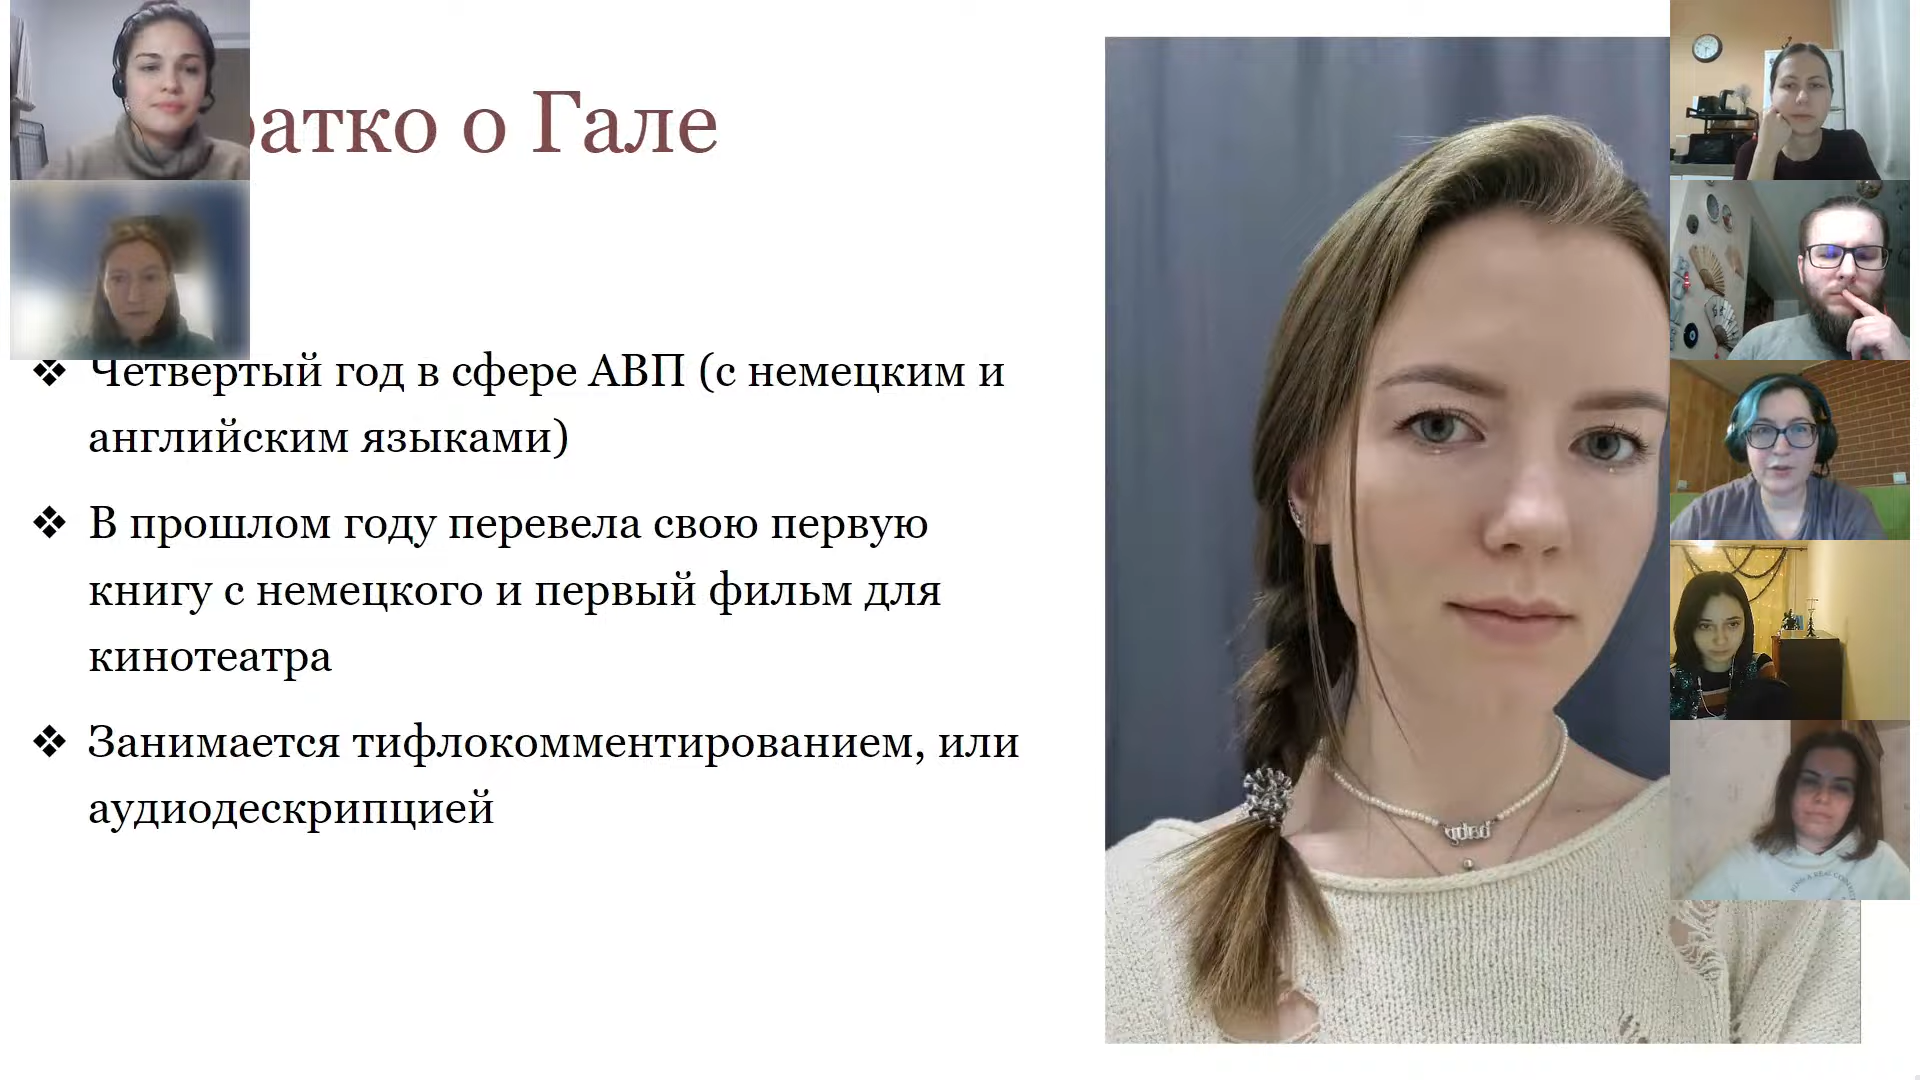 ратко о Гале
❖ Четвертый год в сфере АВП (с немецким и
английским языками)
❖ В прошлом году перевела свою первую
книгу с немецкого и первый фильм для
кинотеатра
❖ Занимается тифлокомментированием, или
аудиодескрипцией